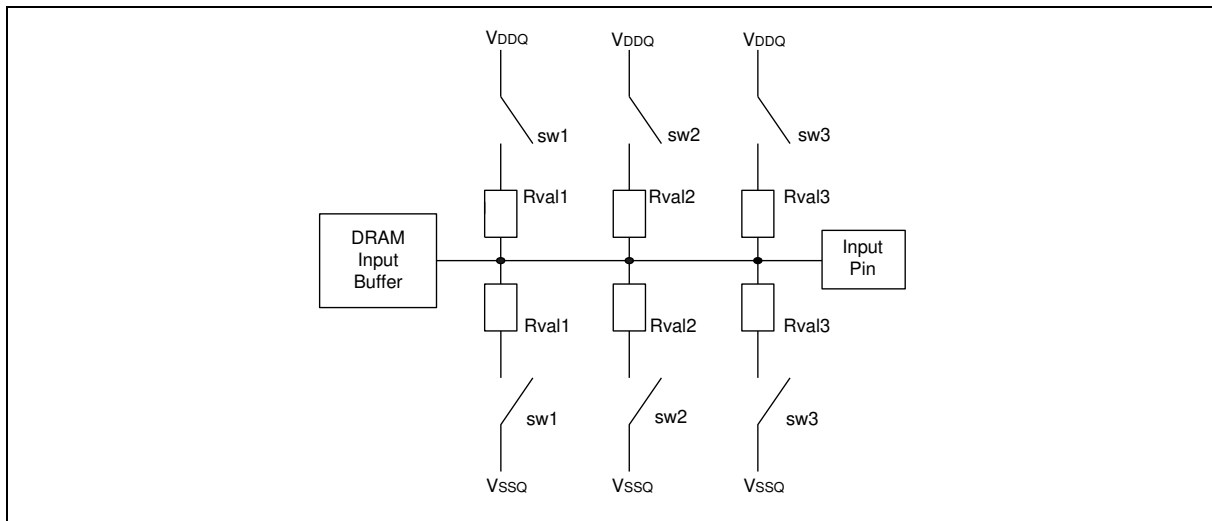 VDDQ VDDQ VDDQ
sw1 sw2 sw3
Rval1 Rval2 Rval3
DRAM
Input
Buffer
Input
Pin
Rval1 Rval2 Rval3
sw1 sw2 sw3
VSSQ VSSQ VSSQ